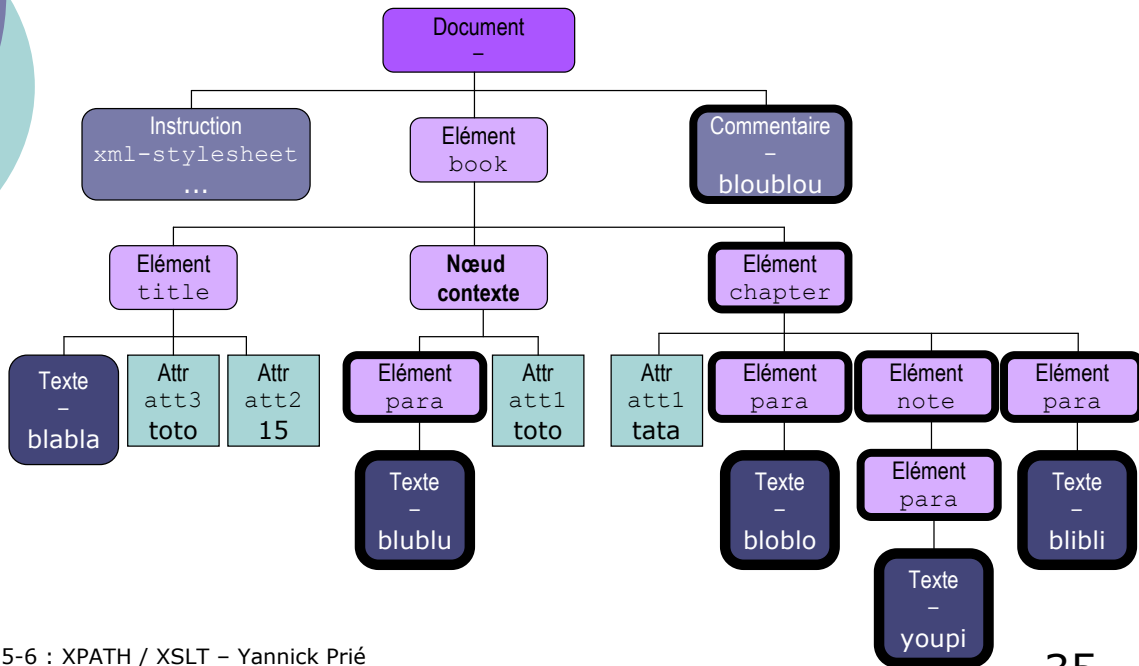 Document
–
Instruction
xml-stylesheet
...
Elément
book
Commentaire
–
bloublou
Elément
title
Nœud
contexte
Elément
chapter
Texte
–
blabla
Attr
att3
toto
Attr
att2
15
Elément
para
Attr
att1
toto
Attr
att1
tata
Elément
para
Elément
note
Elément
para
Texte
–
blublu
Texte
–
bloblo
Elément
para
Texte
–
blibli
Texte
–
youpi
5-6 : XPATH / XSLT – Yannick Prié